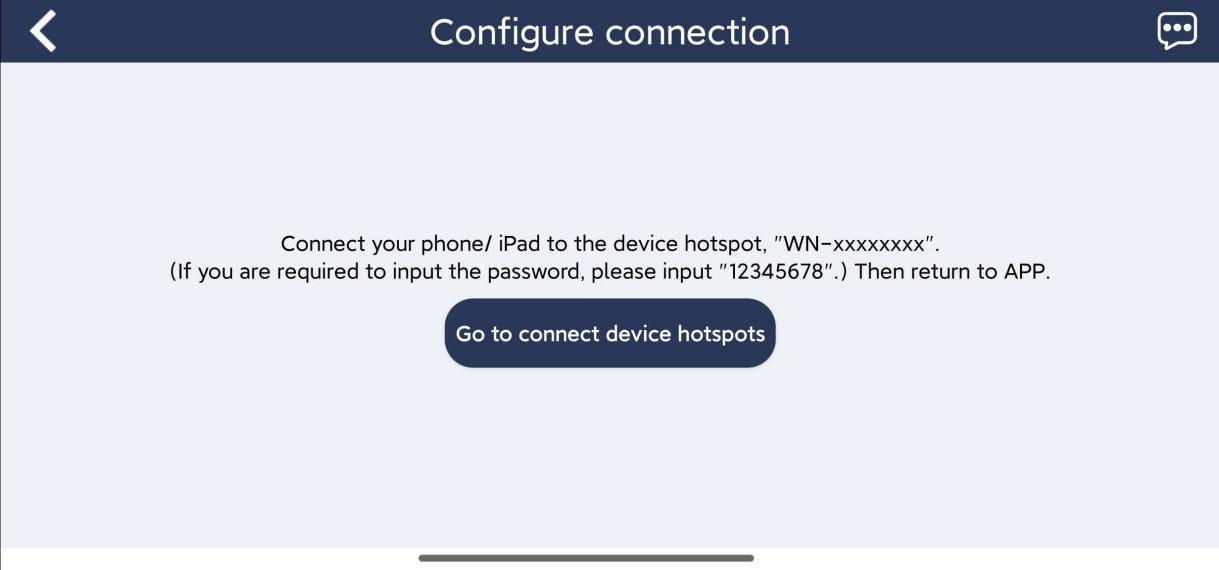 Configure connection
Connect your phone/ iPad to the device hotspot, "WN-xxxxxxxx".
(If you are required to input the password, please input "12345678".) Then return to APP.
Go to connect device hotspots